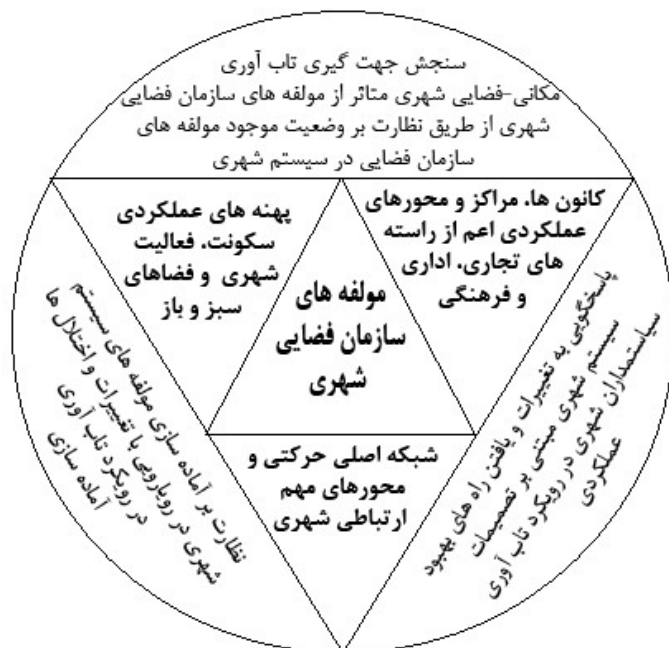 سنجش جهت گیری تاب آوری
مکانی-فضایی شهری متاثر از مولفه های سازمان فضایی
شهری از طریق نظارت بر وضعیت موجود مولفه های
سازمان فضایی در سیستم شهری
کانون ها، مراکز و محورهای
عملکردی اعم از راسته
های تجاری، اداری
و فرهنگی
پهنه های عملکردی
سکونت، فعالیت
شهری و فضاهای
سبز و باز
مولفه های
سازمان فضایی
شهری
شبکه اصلی حرکتی و
محورهای مهم
ارتباطی شهری
پاسخگویی به تغییرات و یافتن راه های بهبود
سیستم شهری مبتنی بر تصمیمات
سیاستمداران شهری در رویکرد تاب آوری
عملکردی
نظارت بر آماده سازی مولفه های سیستم
شهری در رویارویی با تغییرات و اختلال ها
در رویکرد تاب آوری
آماده سازی